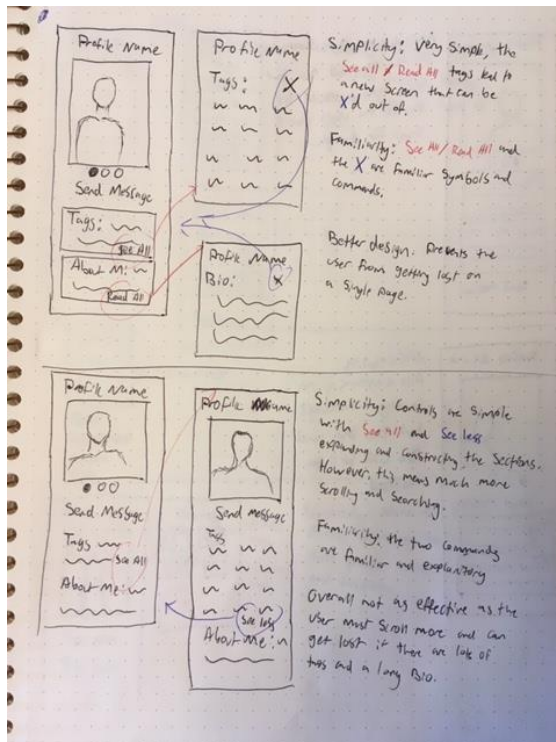 Profile Name
Send Message
Tags:
See All
About Me:
Read All
Profile Name
Tags:
X
Profile Name
Bio:
X
Simplicity: Very Simple, the
See all / Read All tags led to
a new Screen that can be
X'd out of.
Familiarity: See All/Read All and
the X are familiar symbols and
commands.
Better design. Prevents the
user from getting lost on
a single page.
Profile Name
Send Message
Tags
See All
About Me:
Profile Name
Send message
Tags
See less
About Me:
Simplicity: Controls are simple
with See all and See less
expanding and constructing the sections.
However, this means much more
Scrolling and Searching.
Familiarity, the two commands
are familiar and explanitory
Overall not as effective as the
user must scroll more and can
get lost if there are lots of
tags and a long Bio.